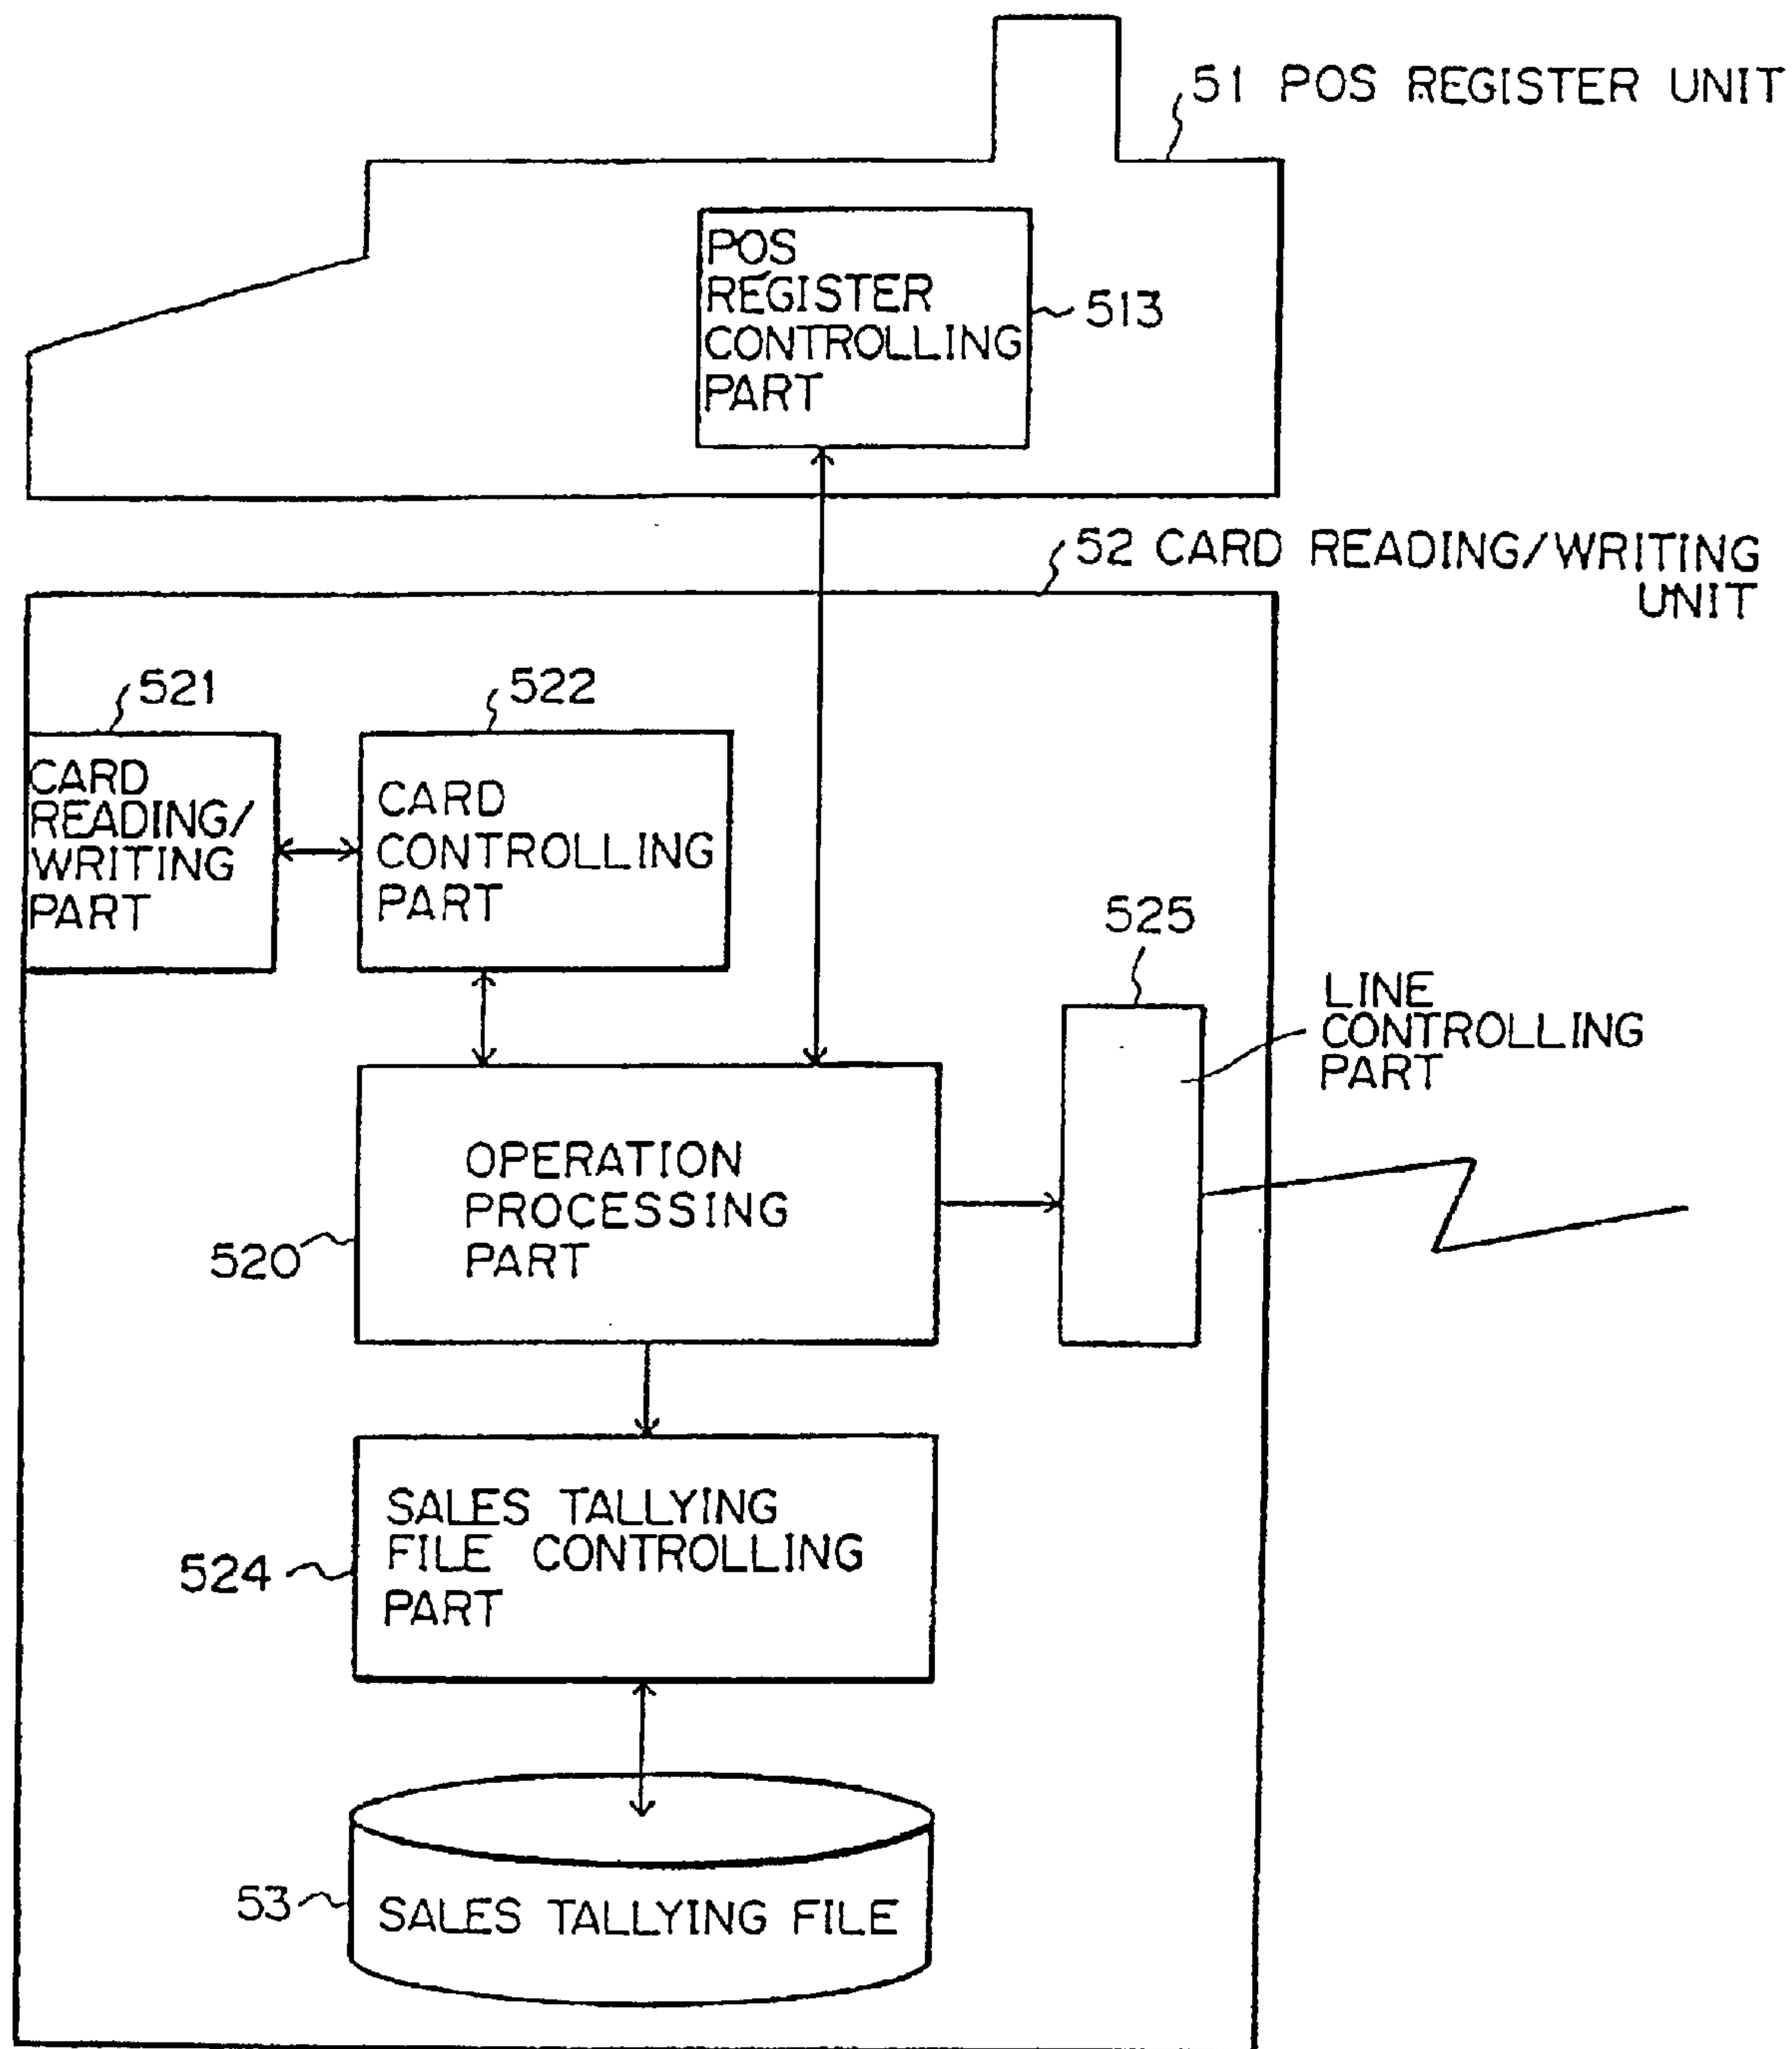 51 POS REGISTER UNIT
POS
REGISTER
CONTROLLING
PART
513
52 CARD READING/WRITING
UNIT
521
522
CARD
READING/
WRITING
PART
CARD
CONTROLLING
PART
525
LINE
CONTROLLING
PART
OPERATION
PROCESSING
PART
520
SALES TALLYING
FILE CONTROLLING
PART
524
53
SALES TALLYING FILE